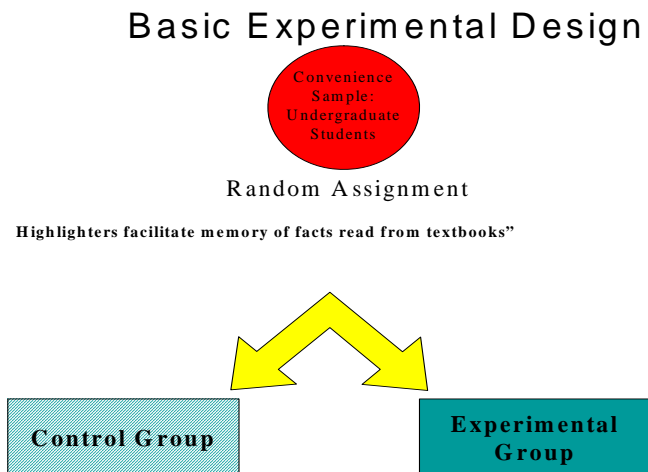 Basic Experimental Design
Convenience
Sample:
Undergraduate
Students
Random Assignment
Highlighters facilitate memory of facts read from textbooks”
Control Group
Experimental
Group